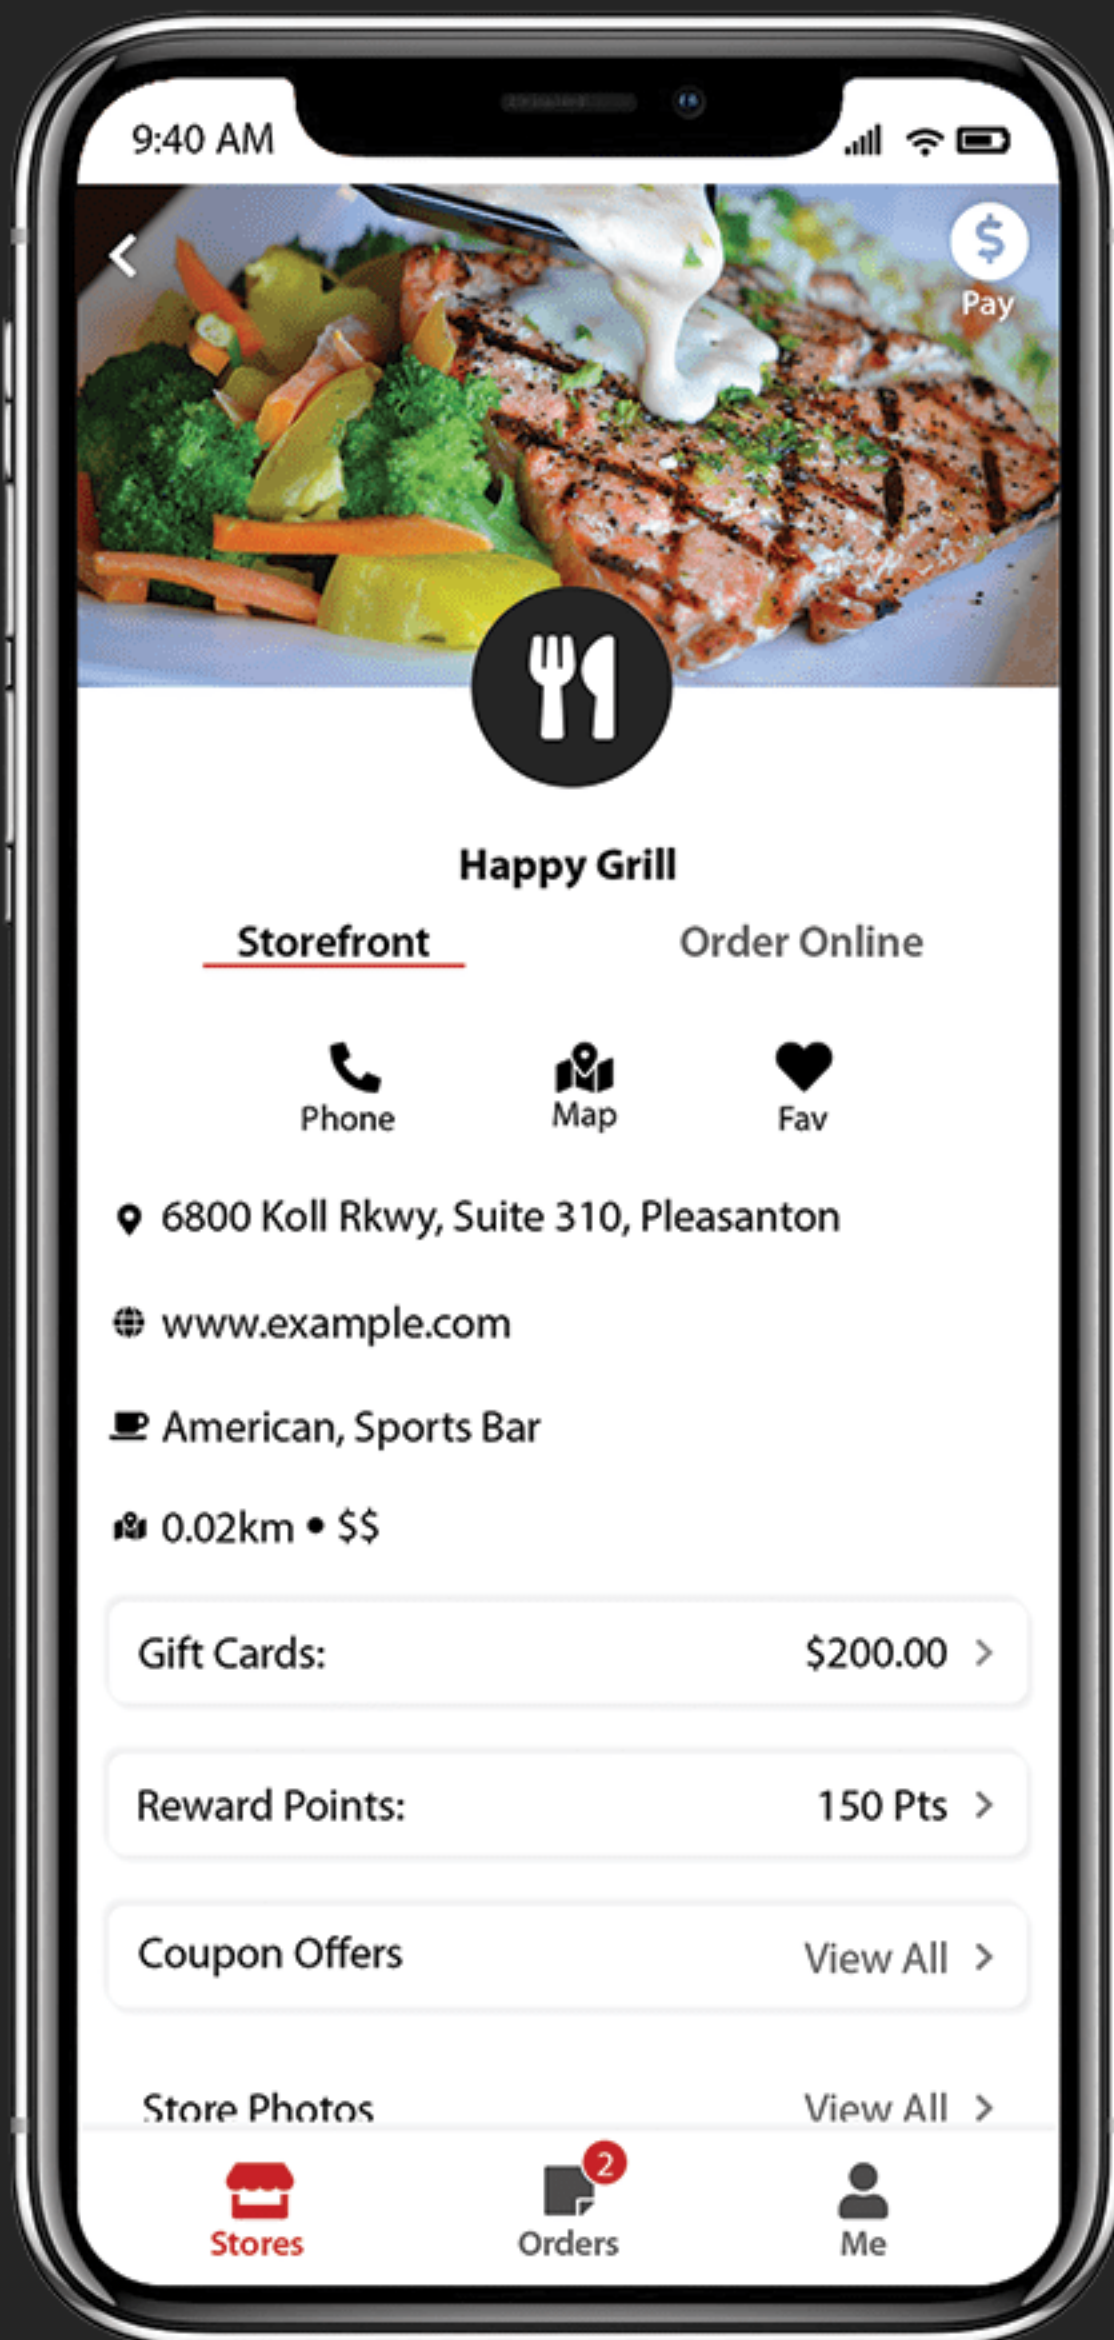 9:40 AM
$
Pay
Happy Grill
Storefront Order Online
Phone Map Fav
6800 Koll Rkwy, Suite 310, Pleasanton
www.example.com
American, Sports Bar
0.02km • $$
Gift Cards: $200.00 >
Reward Points: 150 Pts >
Coupon Offers View All >
Store Photos View All >
2
Stores Orders Me